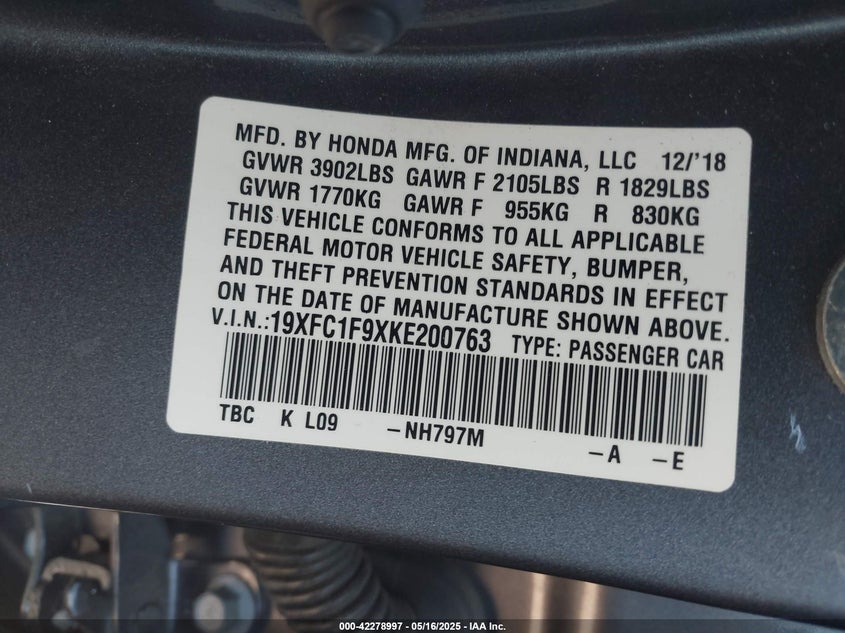 MFD. BY HONDA MFG. OF INDIANA, LLC 12/'18
GVWR 3902LBS GAWR F 2105LBS R 1829LBS
GVWR 1770KG GAWR F 955KG R 830KG
THIS VEHICLE CONFORMS TO ALL APPLICABLE
FEDERAL MOTOR VEHICLE SAFETY, BUMPER,
AND THEFT PREVENTION STANDARDS IN EFFECT
ON THE DATE OF MANUFACTURE SHOWN ABOVE.
V.I.N.:19XFC1F9XKE200763 TYPE: PASSENGER CAR
TBC K L09 -NH797M -A -E
000-42278997 - 05/16/2025 - IAA Inc.